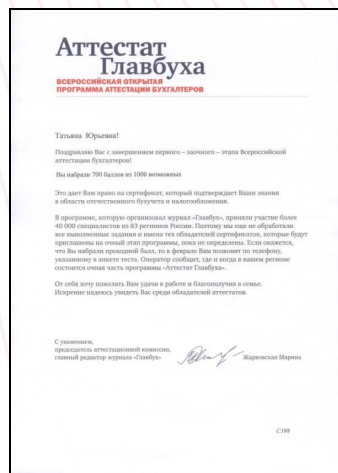 Аттестат
Главбуха
ВСЕРОССИЙСКАЯ ОТКРЫТАЯ
ПРОГРАММА АТТЕСТАЦИИ БУХГАЛТЕРОВ
Татьяна Юрьевна!
Поздравляю Вас с завершением первого – заочного – этапа Всероссийской
аттестации бухгалтеров!
Вы набрали 700 баллов из 1000 возможных
Это дает Вам право на сертификат, который подтверждает Ваши знания
в области отечественного бухучета и налогообложения.
В программе, которую организовал журнал «Главбух», приняли участие более
40 000 специалистов из 83 регионов России. Поэтому мы еще не обработали
все выполненные задания и имена тех обладателей сертификатов, которые будут
приглашены на очный этап программы, пока не определены. Если окажется,
что Вы набрали проходной балл, то в феврале Вам позвонят по телефону,
указанному в анкете теста. Оператор сообщит, где и когда в вашем регионе
состоится очная часть программы «Аттестат Главбуха».
От себя хочу пожелать Вам удачи в работе и благополучия в семье.
Искренне надеюсь увидеть Вас среди обладателей аттестатов.
С уважением,
председатель аттестационной комиссии,
главный редактор журнала «Главбух»
Жарковская Марина
С198